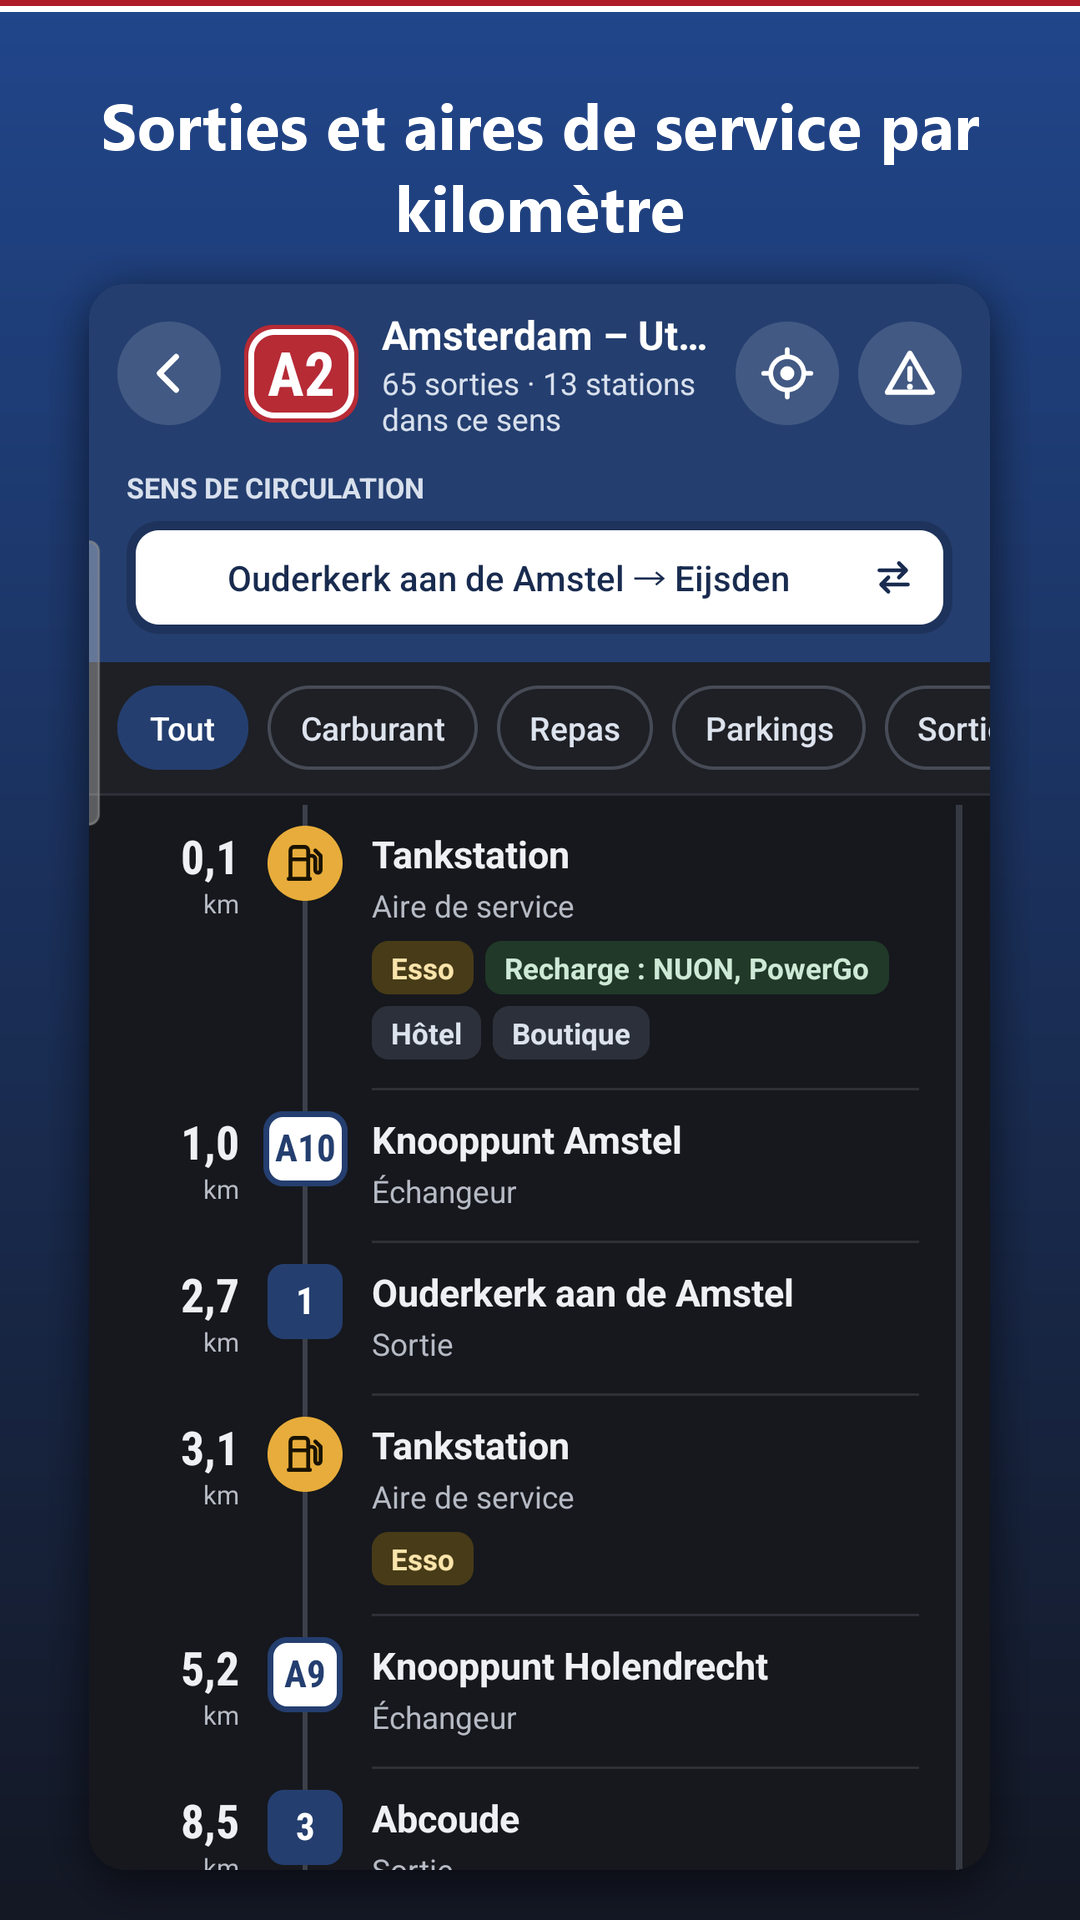 Sorties et aires de service par
kilomètre
A2
Amsterdam – Ut...
65 sorties · 13 stations
dans ce sens
SENS DE CIRCULATION
Ouderkerk aan de Amstel → Eijsden
Tout
Carburant
Repas
Parkings
Sortie
0,1
km
Tankstation
Aire de service
Esso
Recharge : NUON, PowerGo
Hôtel
Boutique
1,0
km
A10
Knooppunt Amstel
Échangeur
2,7
km
1
Ouderkerk aan de Amstel
Sortie
3,1
km
Tankstation
Aire de service
Esso
5,2
km
A9
Knooppunt Holendrecht
Échangeur
8,5
km
3
Abcoude
Sortie